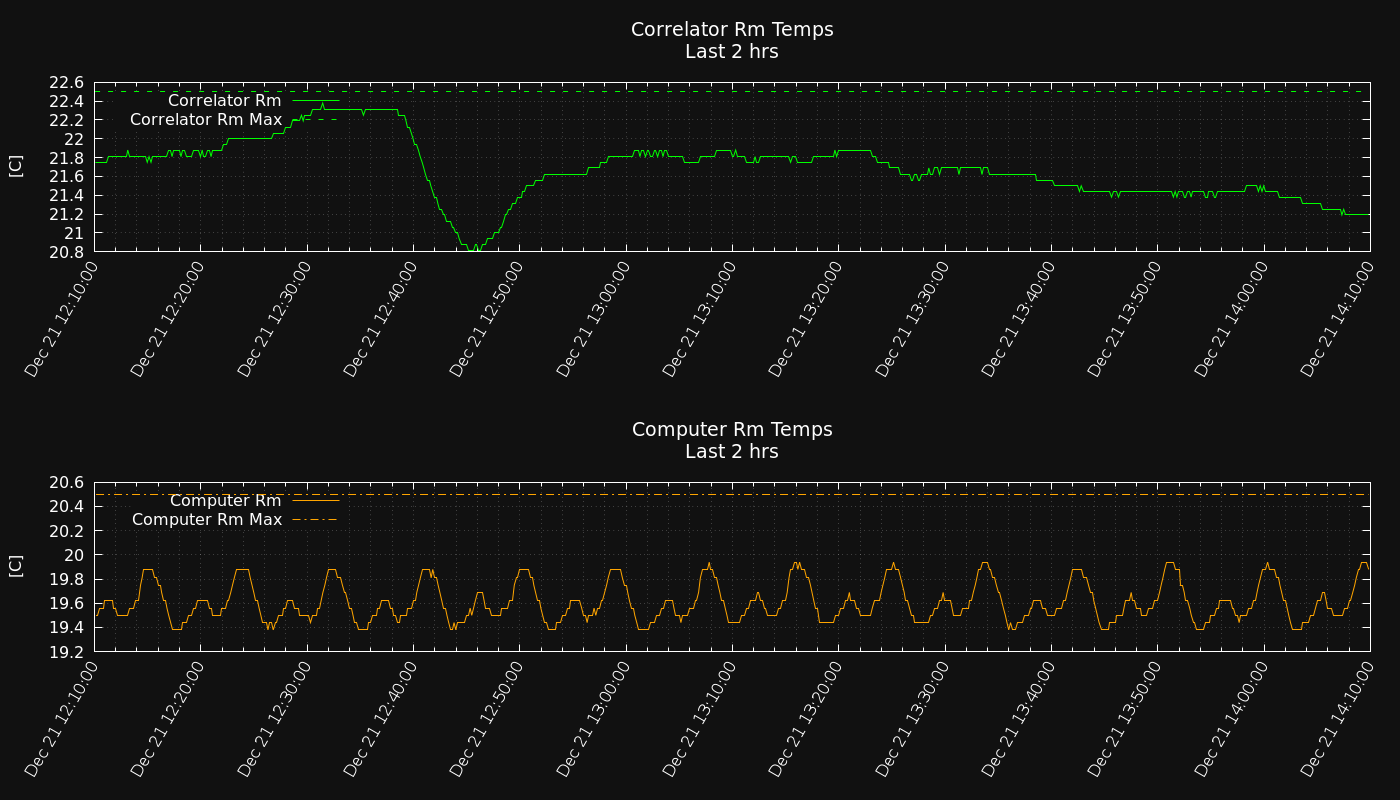 Correlator Rm Temps
Last 2 hrs
22.6
22.4
22.2
22
21.8
21.6
21.4
21.2
21
20.8
[C]
Correlator Rm
Correlator Rm Max
Dec 21 12:10:00
Dec 21 12:20:00
Dec 21 12:30:00
Dec 21 12:40:00
Dec 21 12:50:00
Dec 21 13:00:00
Dec 21 13:10:00
Dec 21 13:20:00
Dec 21 13:30:00
Dec 21 13:40:00
Dec 21 13:50:00
Dec 21 14:00:00
Dec 21 14:10:00
Computer Rm Temps
Last 2 hrs
20.6
20.4
20.2
20
19.8
19.6
19.4
19.2
[C]
Computer Rm
Computer Rm Max
Dec 21 12:10:00
Dec 21 12:20:00
Dec 21 12:30:00
Dec 21 12:40:00
Dec 21 12:50:00
Dec 21 13:00:00
Dec 21 13:10:00
Dec 21 13:20:00
Dec 21 13:30:00
Dec 21 13:40:00
Dec 21 13:50:00
Dec 21 14:00:00
Dec 21 14:10:00